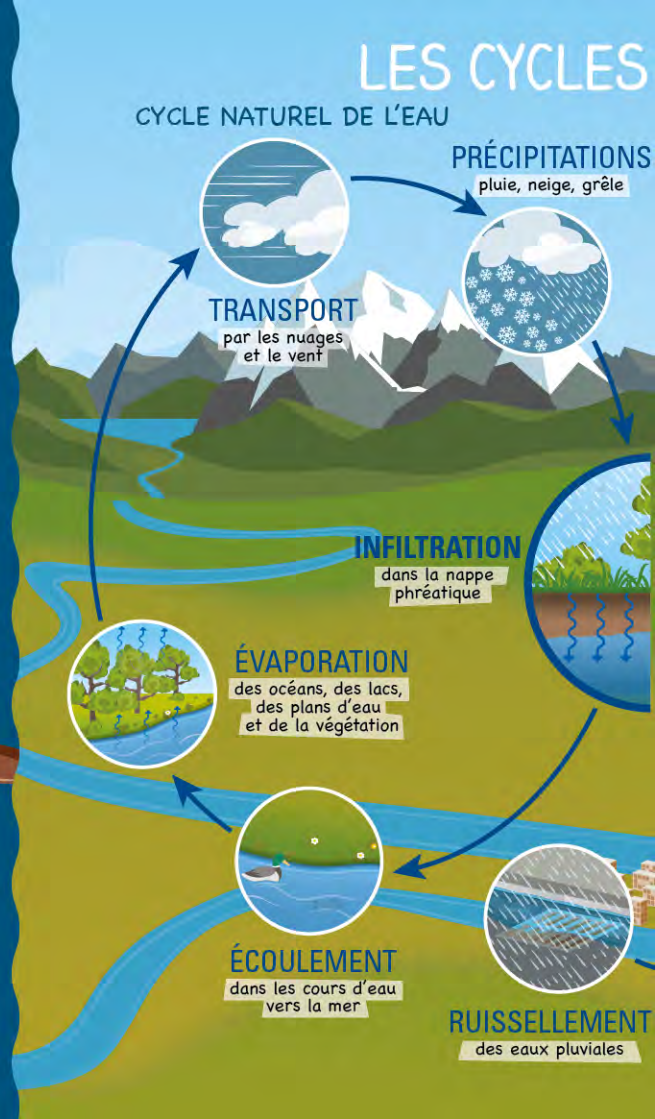 LES CYCLES
CYCLE NATUREL DE L'EAU
PRÉCIPITATIONS
pluie, neige, grêle
TRANSPORT
par les nuages
et le vent
INFILTRATION
dans la nappe
phréatique
ÉVAPORATION
des océans, des lacs,
des plans d'eau
et de la végétation
ÉCOULEMENT
dans les cours d'eau
vers la mer
RUISSELLEMENT
des eaux pluviales